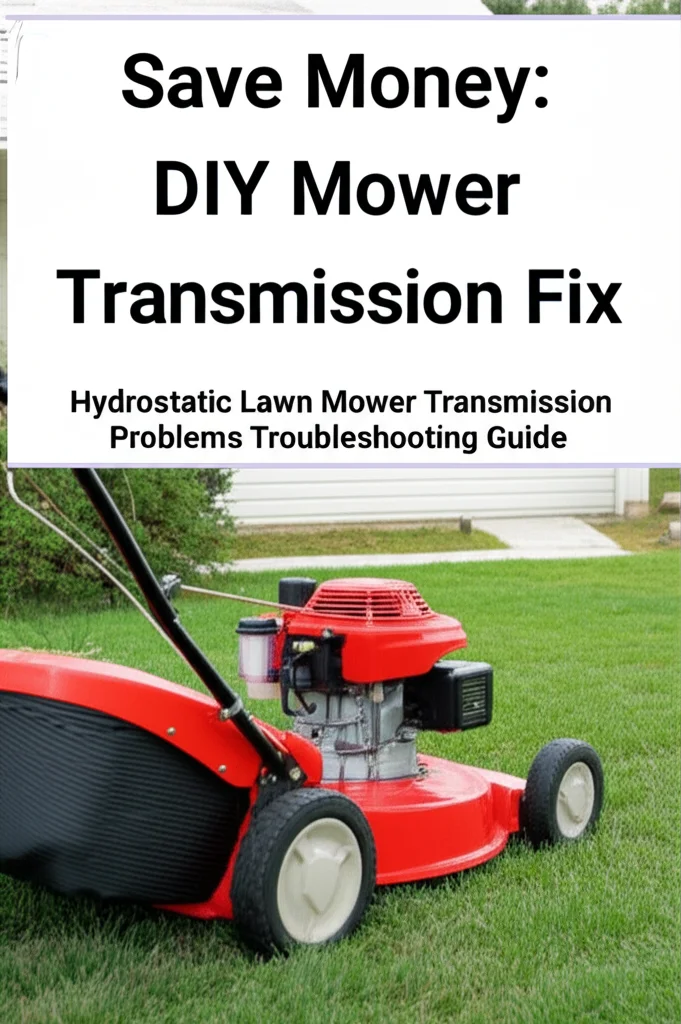 Save Money:
DIY Mower
Transmission Fix
Hydrostatic Lawn Mower Transmission
Problems Troubleshooting Guide